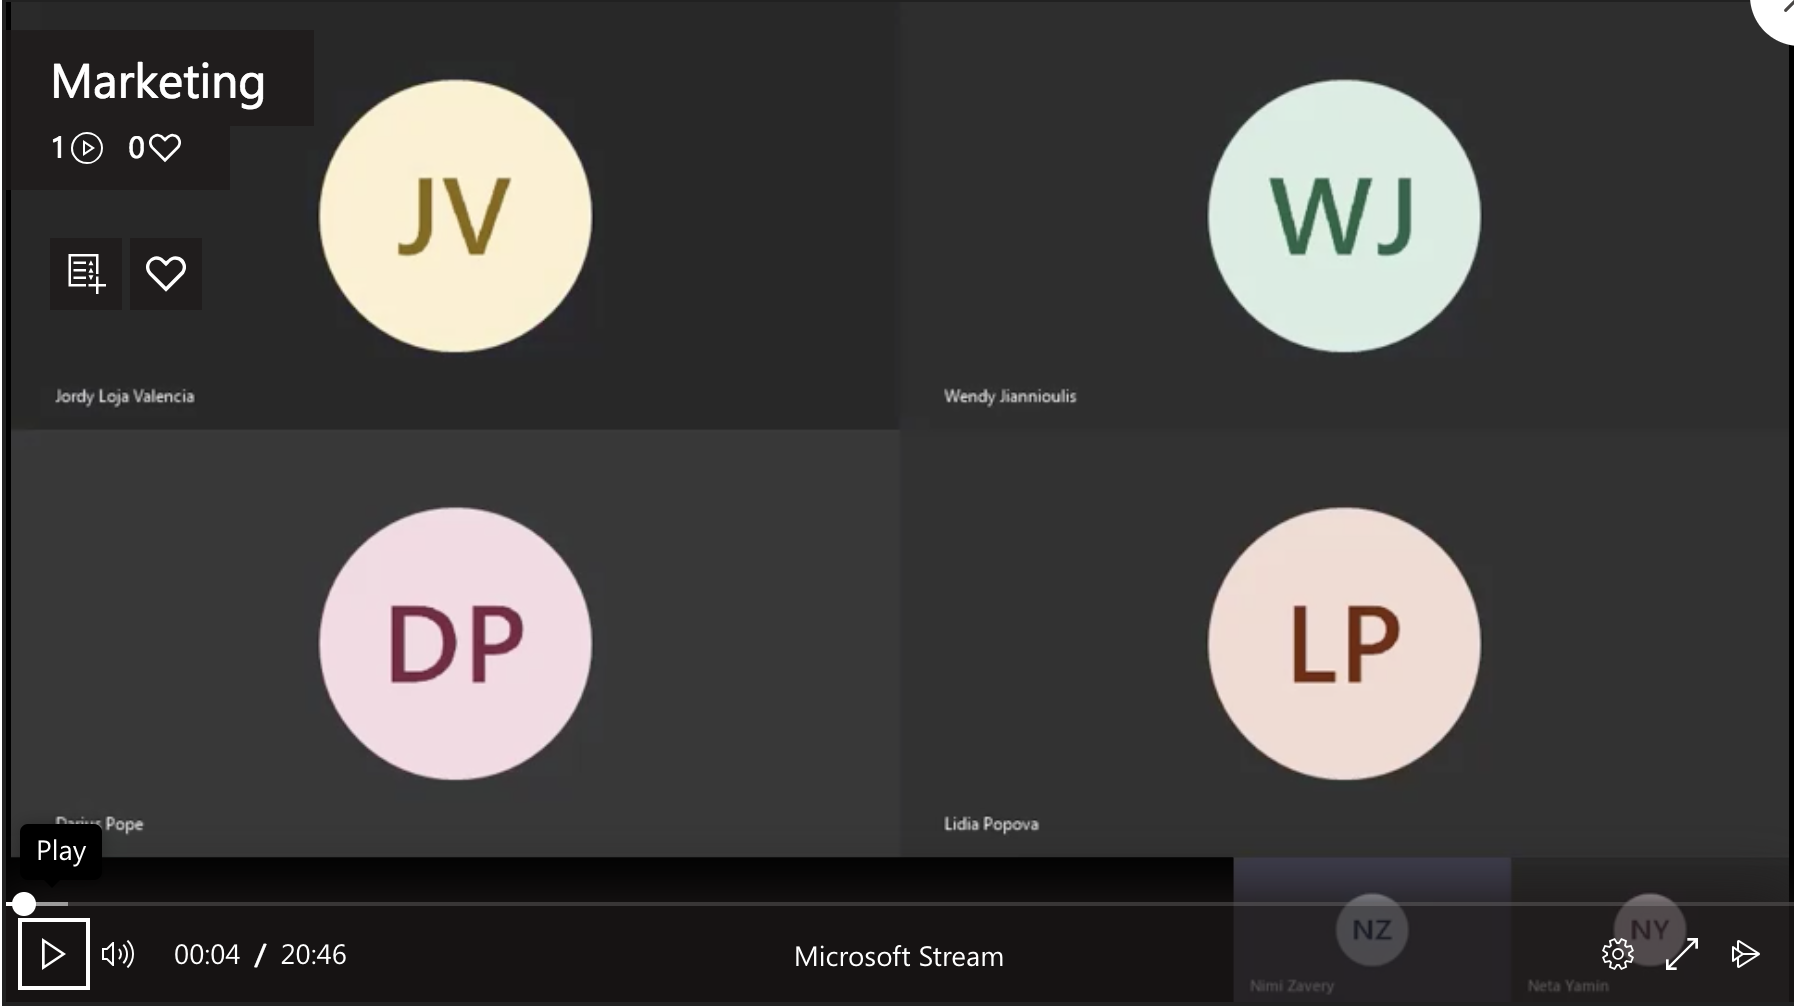 Marketing
1 0
JV
WJ
Jordy Loja Valencia
Wendy Jiannioulis
DP
LP
Darius Pope
Lidia Popova
Play
NZ
NY
00:04 / 20:46
Microsoft Stream
Nimi Zavery
Neta Yamin